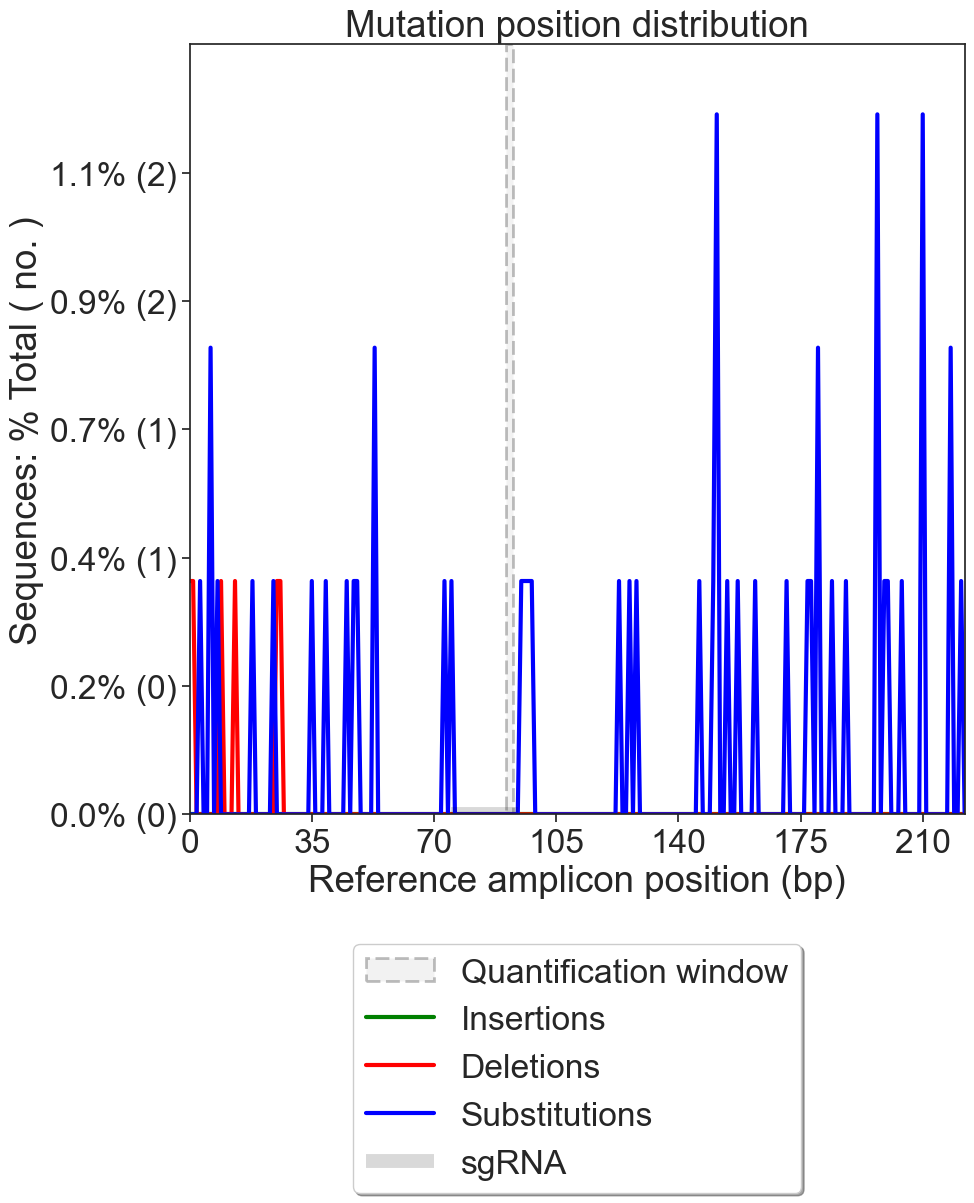 Mutation position distribution
Sequences: % Total ( no. )
1.1% (2)
0.9% (2)
0.7% (1)
0.4% (1)
0.2% (0)
0.0% (0)
0 35 70 105 140 175 210
Reference amplicon position (bp)
Quantification window
Insertions
Deletions
Substitutions
sgRNA